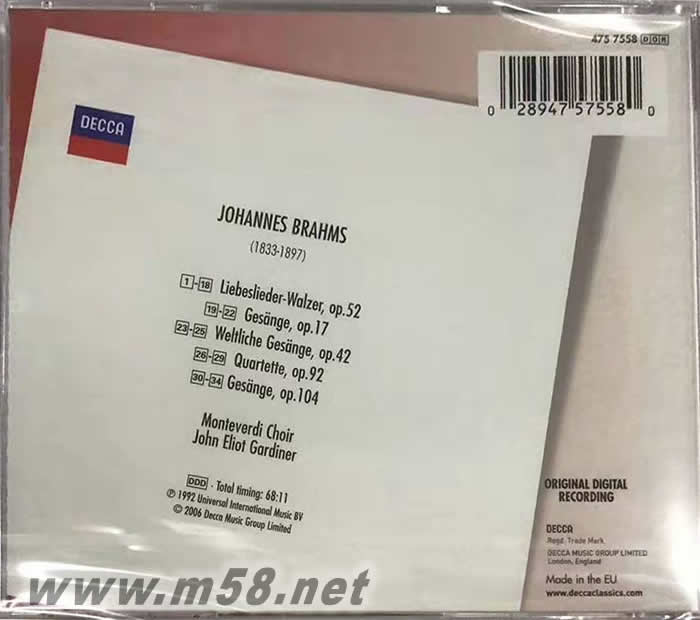 475 7558 DDR
0 28947 57558 0
DECCA
JOHANNES BRAHMS
(1833-1897)
1-18 Liebeslieder-Walzer, op.52
19-22 Gesänge, op.17
23-25 Weltliche Gesänge, op.42
26-29 Quartette, op.92
30-34 Gesänge, op.104
Monteverdi Choir
John Eliot Gardiner
DDD · Total timing: 68:11
℗ 1992 Universal International Music BV
© 2006 Decca Music Group Limited
ORIGINAL DIGITAL
RECORDING
DECCA
Regd. Trade Mark
DECCA MUSIC GROUP LIMITED
London, England
Made in the EU
www.deccaclassics.com
www.m58.net